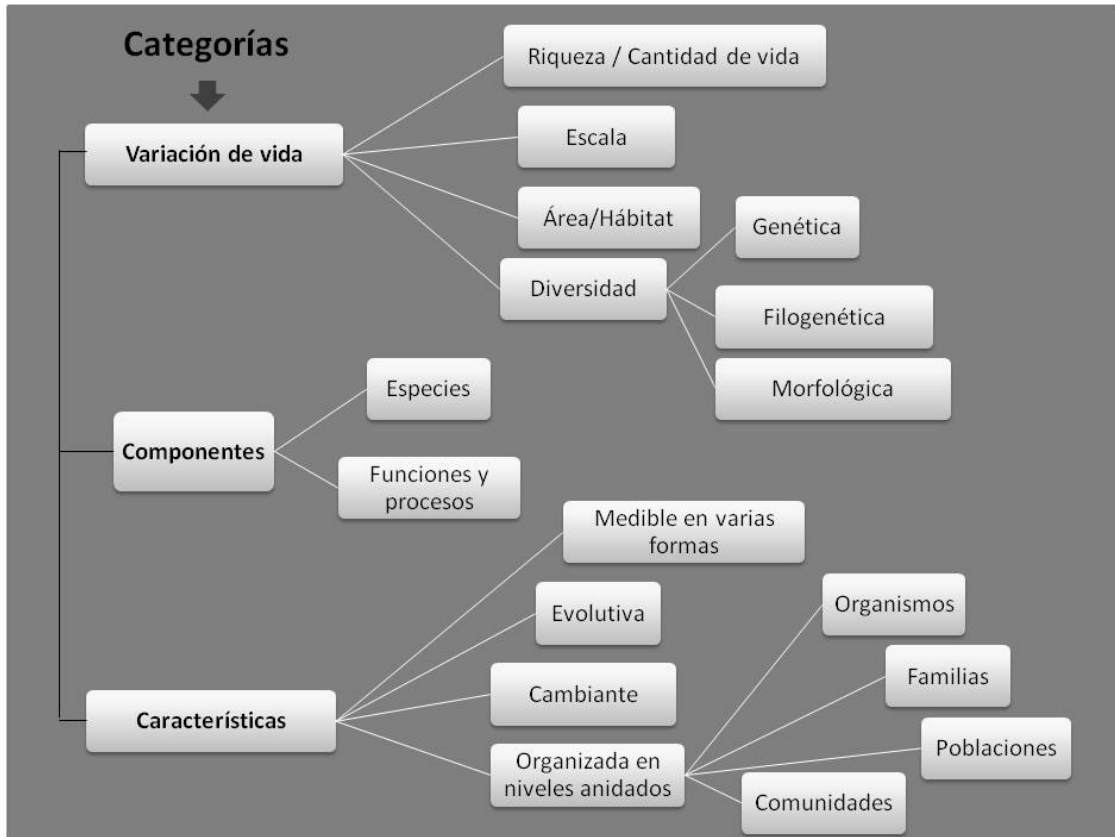 Categorías
Variación de vida
Riqueza / Cantidad de vida
Escala
Área/Hábitat
Diversidad
Genética
Filogenética
Morfológica
Componentes
Especies
Funciones y
procesos
Características
Medible en varias
formas
Evolutiva
Cambiante
Organizada en
niveles anidados
Organismos
Familias
Poblaciones
Comunidades